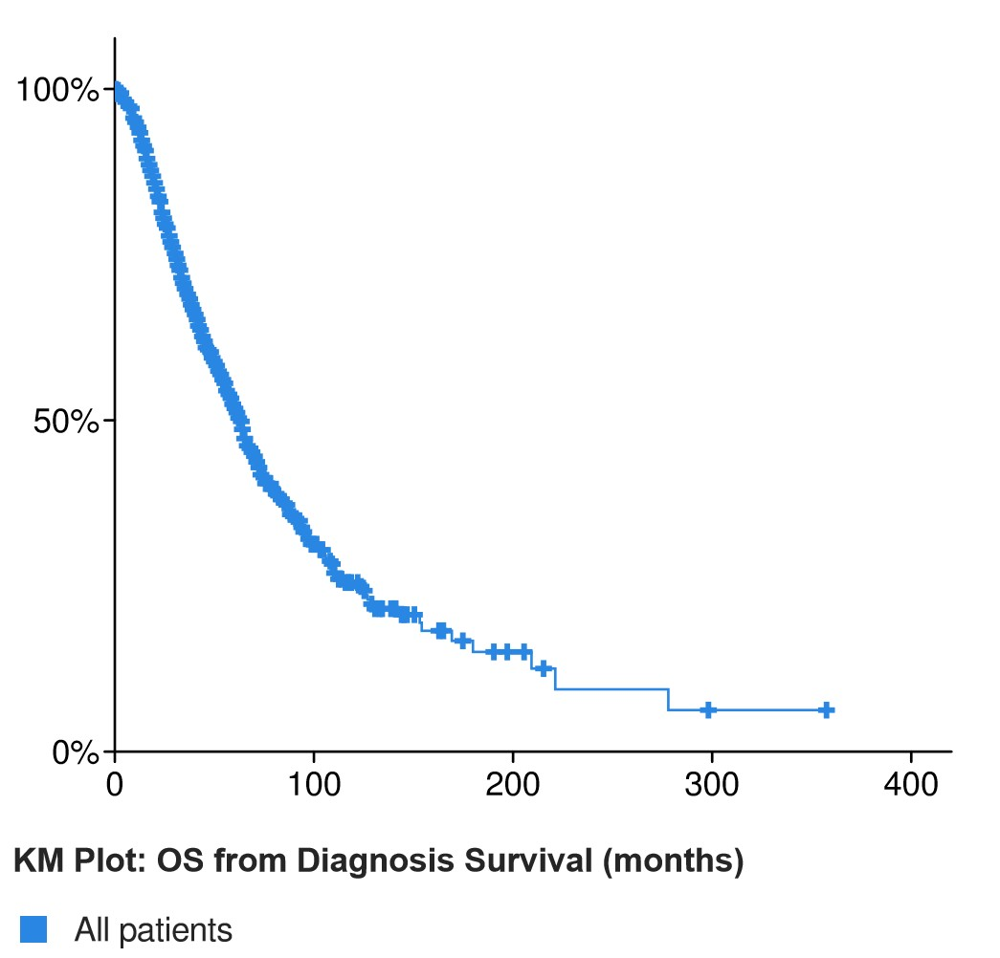 100%
50%
0%
0 100 200 300 400
KM Plot: OS from Diagnosis Survival (months)
All patients